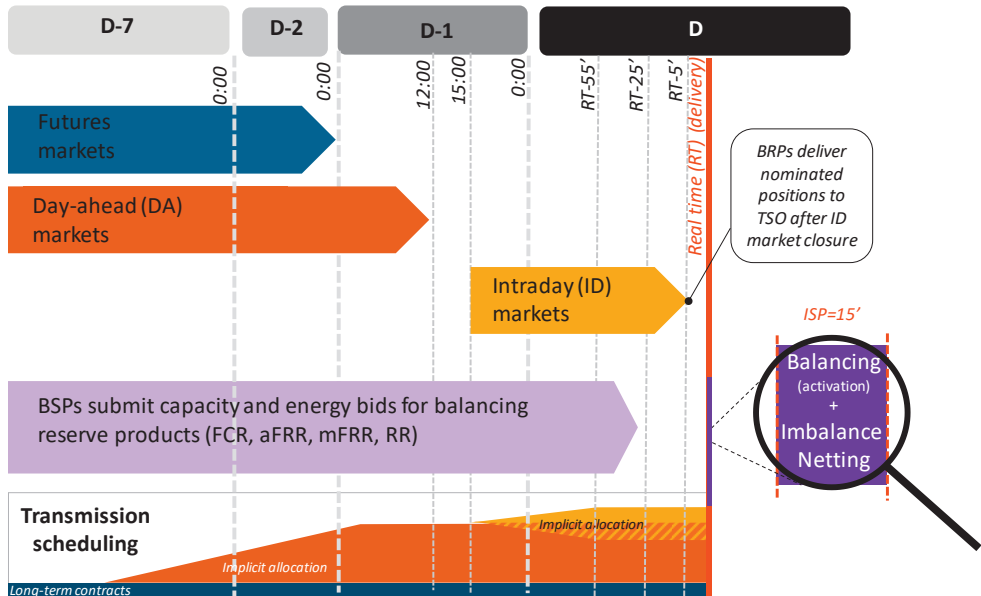 D-7
D-2
D-1
D
0:00
0:00
12:00
15:00
0:00
RT-55'
RT-25'
RT-5'
Real time (RT) (delivery)
Futures
markets
Day-ahead (DA)
markets
Intraday (ID)
markets
BRPs deliver
nominated
positions to
TSO after ID
market closure
ISP=15'
Balancing
(activation)
+
Imbalance
Netting
BSPs submit capacity and energy bids for balancing
reserve products (FCR, aFRR, mFRR, RR)
Transmission
scheduling
Implicit allocation
Implicit allocation
Long-term contracts